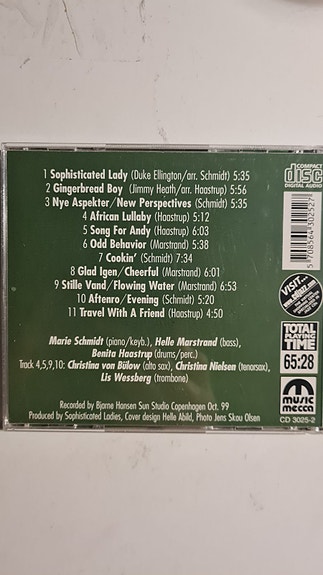 1 Sophisticated Lady (Duke Ellington/arr. Schmidt) 5:35
2 Gingerbread Boy (Jimmy Heath/arr. Haastrup) 5:56
3 Nye Aspekter/New Perspectives (Schmidt) 5:35
4 African Lullaby (Haastrup) 5:12
5 Song For Andy (Haastrup) 6:03
6 Odd Behavior (Marstrand) 5:38
7 Cookin' (Schmidt) 7:34
8 Glad Igen/Cheerful (Marstrand) 6:01
9 Stille Vand/Flowing Water (Marstrand) 6:53
10 Aftenro/Evening (Schmidt) 5:20
11 Travel With A Friend (Haastrup) 4:50
Marie Schmidt (piano/keyb.), Helle Marstrand (bass),
Benita Haastrup (drums/perc.)
Track 4,5,9,10: Christina von Bülow (alto sax), Christina Nielsen (tenorsax),
Lis Wessberg (trombone)
Recorded by Bjarne Hansen Sun Studio Copenhagen Oct. 99
Produced by Sophisticated Ladies, Cover design Helle Abild, Photo Jens Skou Olsen
COMPACT
disc
DIGITAL AUDIO
5 708564 302527
VISIT...
TOTAL
PLAYING
TIME
65:28
music
mecca
CD 3025-2